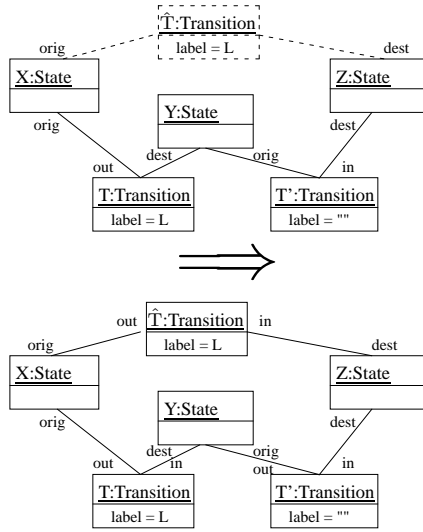 T̂:Transition
label = L
orig
dest
X:State
Z:State
Y:State
orig
dest
out
dest
orig
in
T:Transition
label = L
T':Transition
label = ""
out
T̂:Transition
in
label = L
orig
dest
X:State
Z:State
Y:State
orig
dest
dest
orig
out
in
out
in
T:Transition
label = L
T':Transition
label = ""